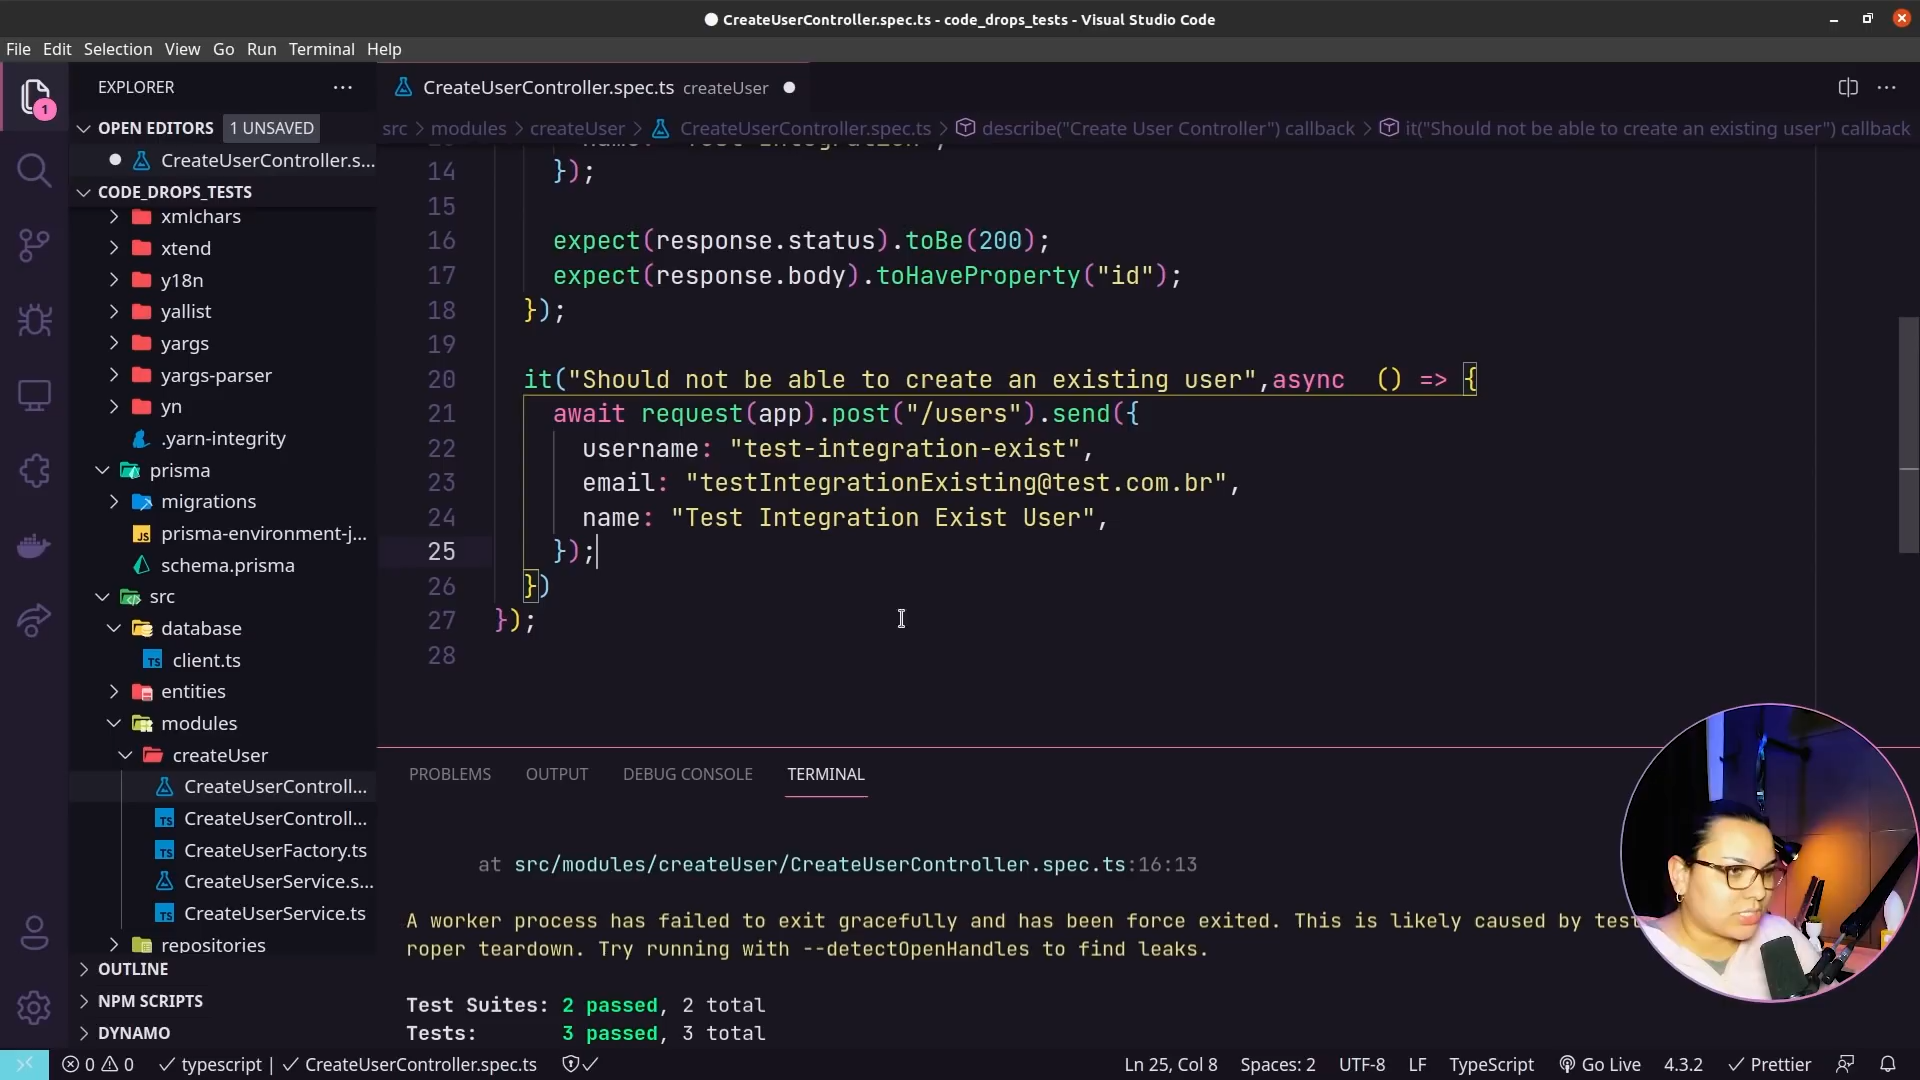 CreateUserController.spec.ts - code_drops_tests - Visual Studio Code
File Edit Selection View Go Run Terminal Help
EXPLORER
1
OPEN EDITORS 1 UNSAVED
CreateUserController.s...
CODE_DROPS_TESTS
xmlchars
xtend
y18n
yallist
yargs
yargs-parser
yn
.yarn-integrity
prisma
migrations
prisma-environment-j...
schema.prisma
src
database
client.ts
entities
modules
createUser
CreateUserControll...
CreateUserControll...
CreateUserFactory.ts
CreateUserService.s...
CreateUserService.ts
repositories
OUTLINE
NPM SCRIPTS
DYNAMO
CreateUserController.spec.ts createUser
src > modules > createUser > CreateUserController.spec.ts > describe("Create User Controller") callback > it("Should not be able to create an existing user") callback
14 });
15
16 expect(response.status).toBe(200);
17 expect(response.body).toHaveProperty("id");
18 });
19
20 it("Should not be able to create an existing user",async  () => {
21 await request(app).post("/users").send({
22 username: "test-integration-exist",
23 email: "testIntegrationExisting@test.com.br",
24 name: "Test Integration Exist User",
25 });
26 })
27 });
28
PROBLEMS OUTPUT DEBUG CONSOLE TERMINAL
at src/modules/createUser/CreateUserController.spec.ts:16:13
A worker process has failed to exit gracefully and has been force exited. This is likely caused by test
roper teardown. Try running with --detectOpenHandles to find leaks.
Test Suites: 2 passed, 2 total
Tests: 3 passed, 3 total
0 0 typescript | CreateUserController.spec.ts Ln 25, Col 8 Spaces: 2 UTF-8 LF TypeScript Go Live 4.3.2 Prettier